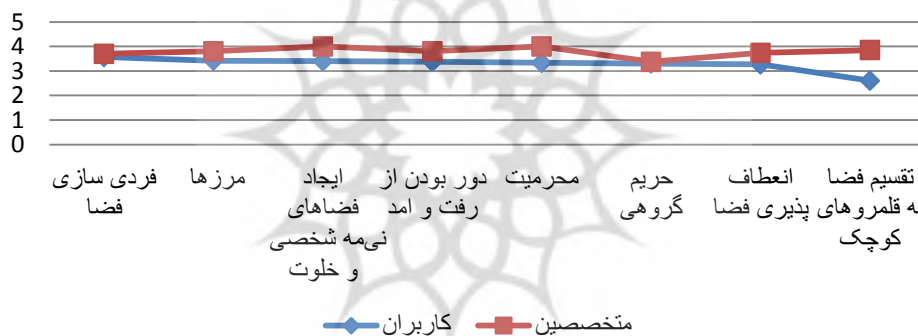 5
4
3
2
1
0
فردی سازی
فضا
مرزها
ایجاد
فضاهای
نیمه شخصی
و خلوت
دور بودن از
رفت و امد
محرمیت
حریم
گروهی
انعطاف
پذیری فضا
تقسیم فضا
به قلمروهای
کوچک
کاربران
متخصصین